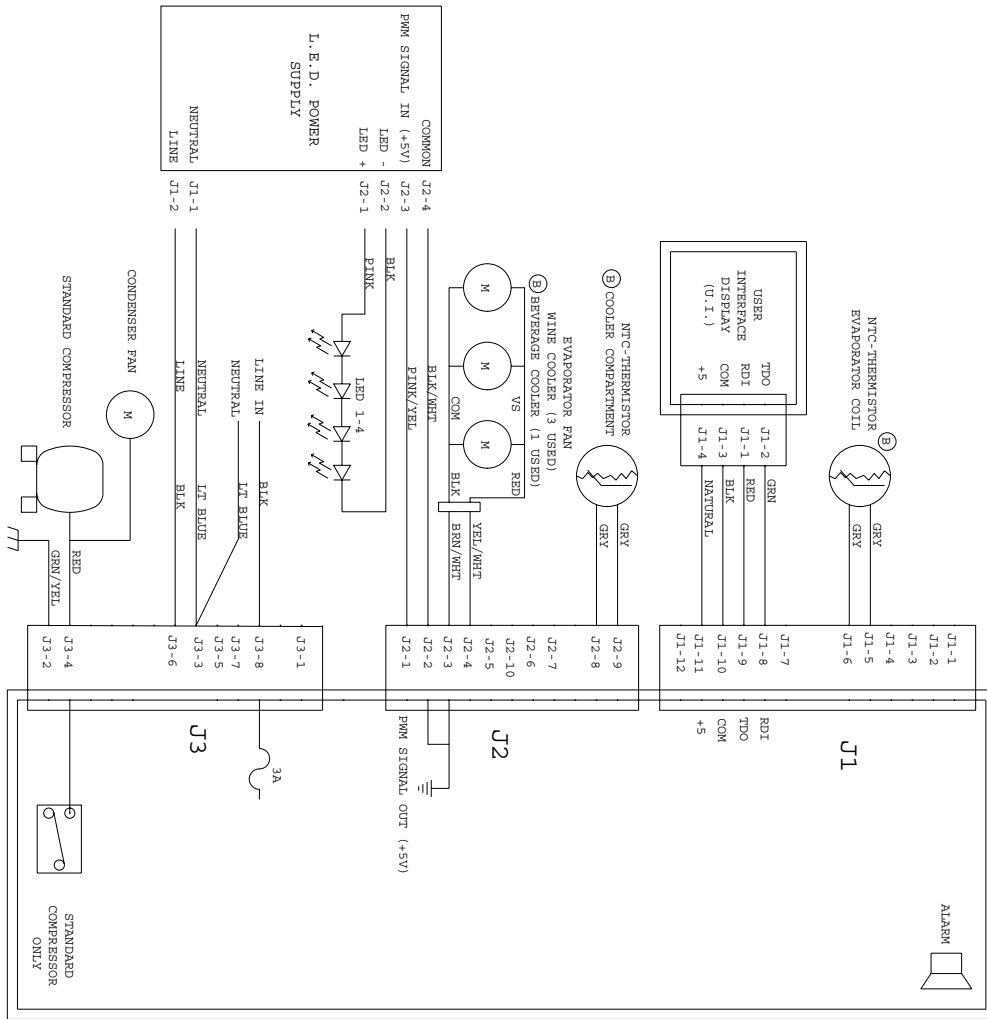 L.E.D. POWER
SUPPLY
COMMON
PWM SIGNAL IN (+5V)
LED -
LED +
NEUTRAL
LINE
J2-4
J2-3
J2-2
J2-1
J1-1
J1-2
BLK
PINK
LED 1-4
BLK/WHT
PINK/YEL
CONDENSER FAN
M
STANDARD COMPRESSOR
LINE IN
NEUTRAL
NEUTRAL
LINE
BLK
LT BLUE
LT BLUE
BLK
RED
GRN/YEL
EVAPORATOR FAN
WINE COOLER (3 USED)
B BEVERAGE COOLER (1 USED)
M
M
M
VS
COM
RED
BLK
YEL/WHT
BRN/WHT
NTC-THERMISTOR
B COOLER COMPARTMENT
GRY
GRY
USER
INTERFACE
DISPLAY
(U.I.)
TDO
RDI
COM
+5
J1-2
J1-1
J1-3
J1-4
GRN
RED
BLK
NATURAL
NTC-THERMISTOR
EVAPORATOR COIL
B
GRY
GRY
J1-1
J1-2
J1-3
J1-4
J1-5
J1-6
J1-7
J1-8
J1-9
J1-10
J1-11
J1-12
J1
RDI
TDO
COM
+5
J2-9
J2-8
J2-7
J2-6
J2-10
J2-5
J2-4
J2-3
J2-2
J2-1
J2
PWM SIGNAL OUT (+5V)
J3-1
J3-8
J3-7
J3-5
J3-3
J3-6
J3-4
J3-2
J3
3A
STANDARD
COMPRESSOR
ONLY
ALARM